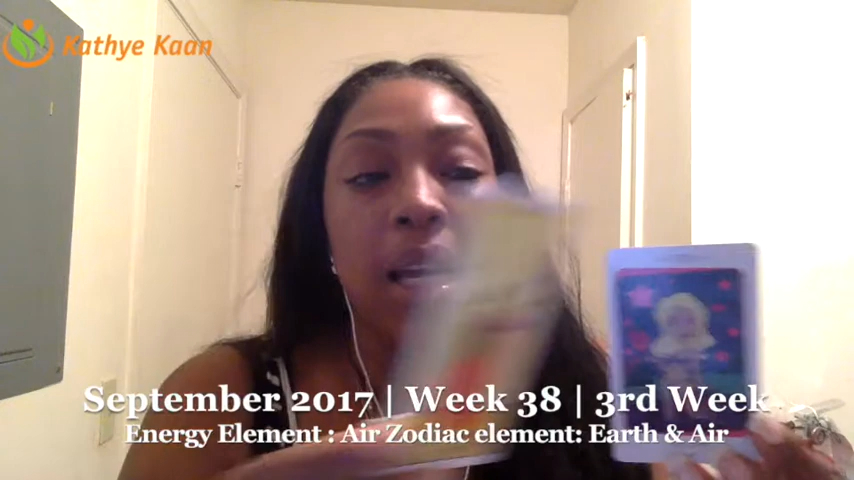 Kathye Kaan
September 2017 | Week 38 | 3rd Week
Energy Element : Air Zodiac element: Earth & Air